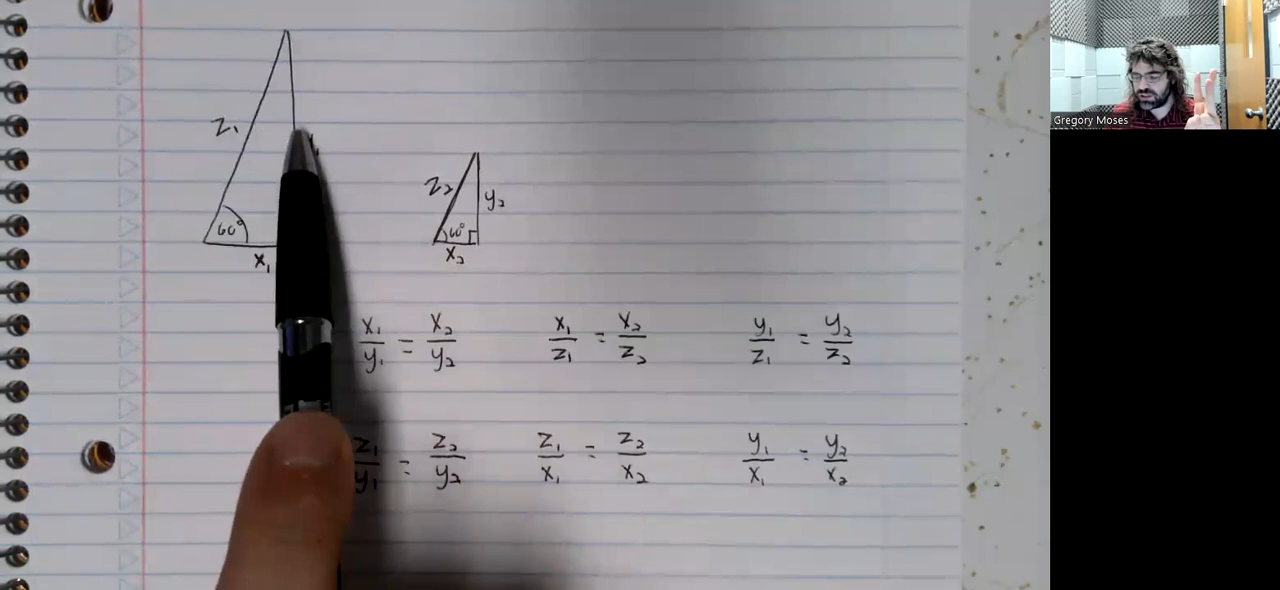 z₁
60°
x₁
z₂
y₂
60°
x₂
x₁/y₁ = x₂/y₂
x₁/z₁ = x₂/z₂
y₁/z₁ = y₂/z₂
z₁/y₁ = z₂/y₂
z₁/x₁ = z₂/x₂
y₁/x₁ = y₂/x₂
Gregory Moses